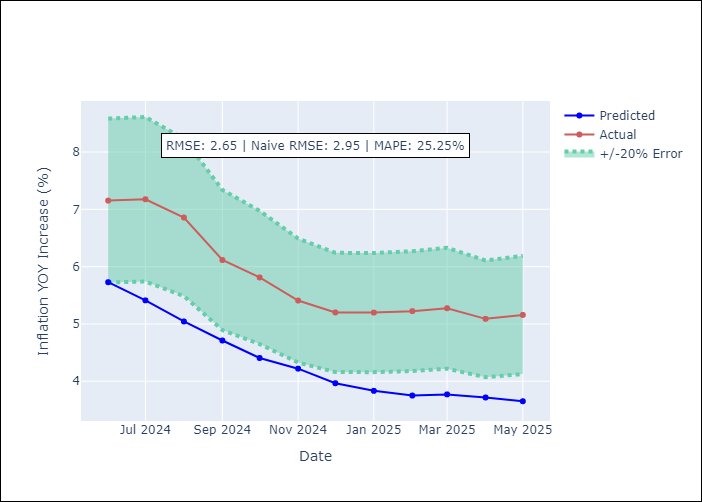 RMSE: 2.65 | Naive RMSE: 2.95 | MAPE: 25.25%
Predicted
Actual
+/-20% Error
Inflation YOY Increase (%)
8
7
6
5
4
Jul 2024
Sep 2024
Nov 2024
Jan 2025
Mar 2025
May 2025
Date